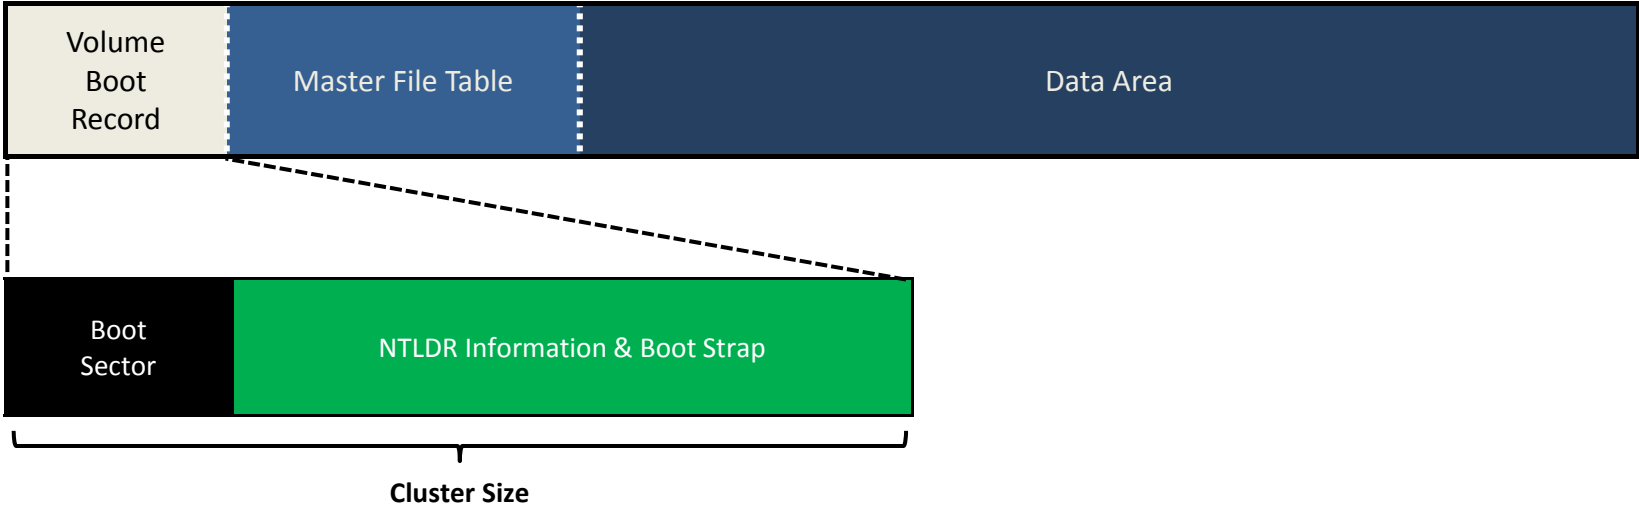 Volume
Boot
Record
Master File Table
Data Area
Boot
Sector
NTLDR Information & Boot Strap
Cluster Size